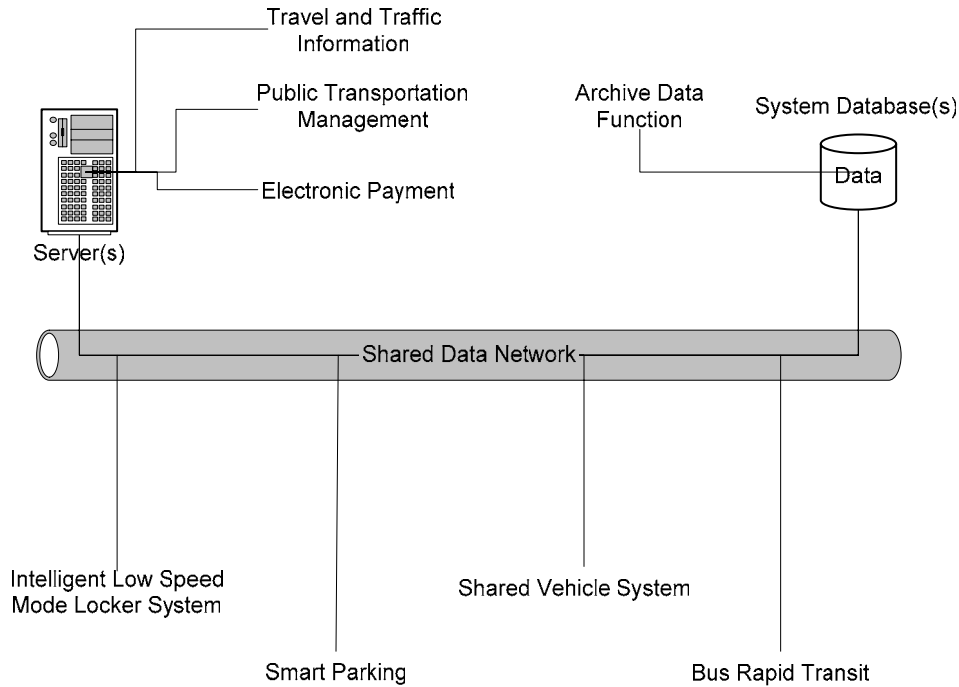 Travel and Traffic
Information
Public Transportation
Management
Electronic Payment
Server(s)
Archive Data
Function
System Database(s)
Data
Shared Data Network
Intelligent Low Speed
Mode Locker System
Smart Parking
Shared Vehicle System
Bus Rapid Transit